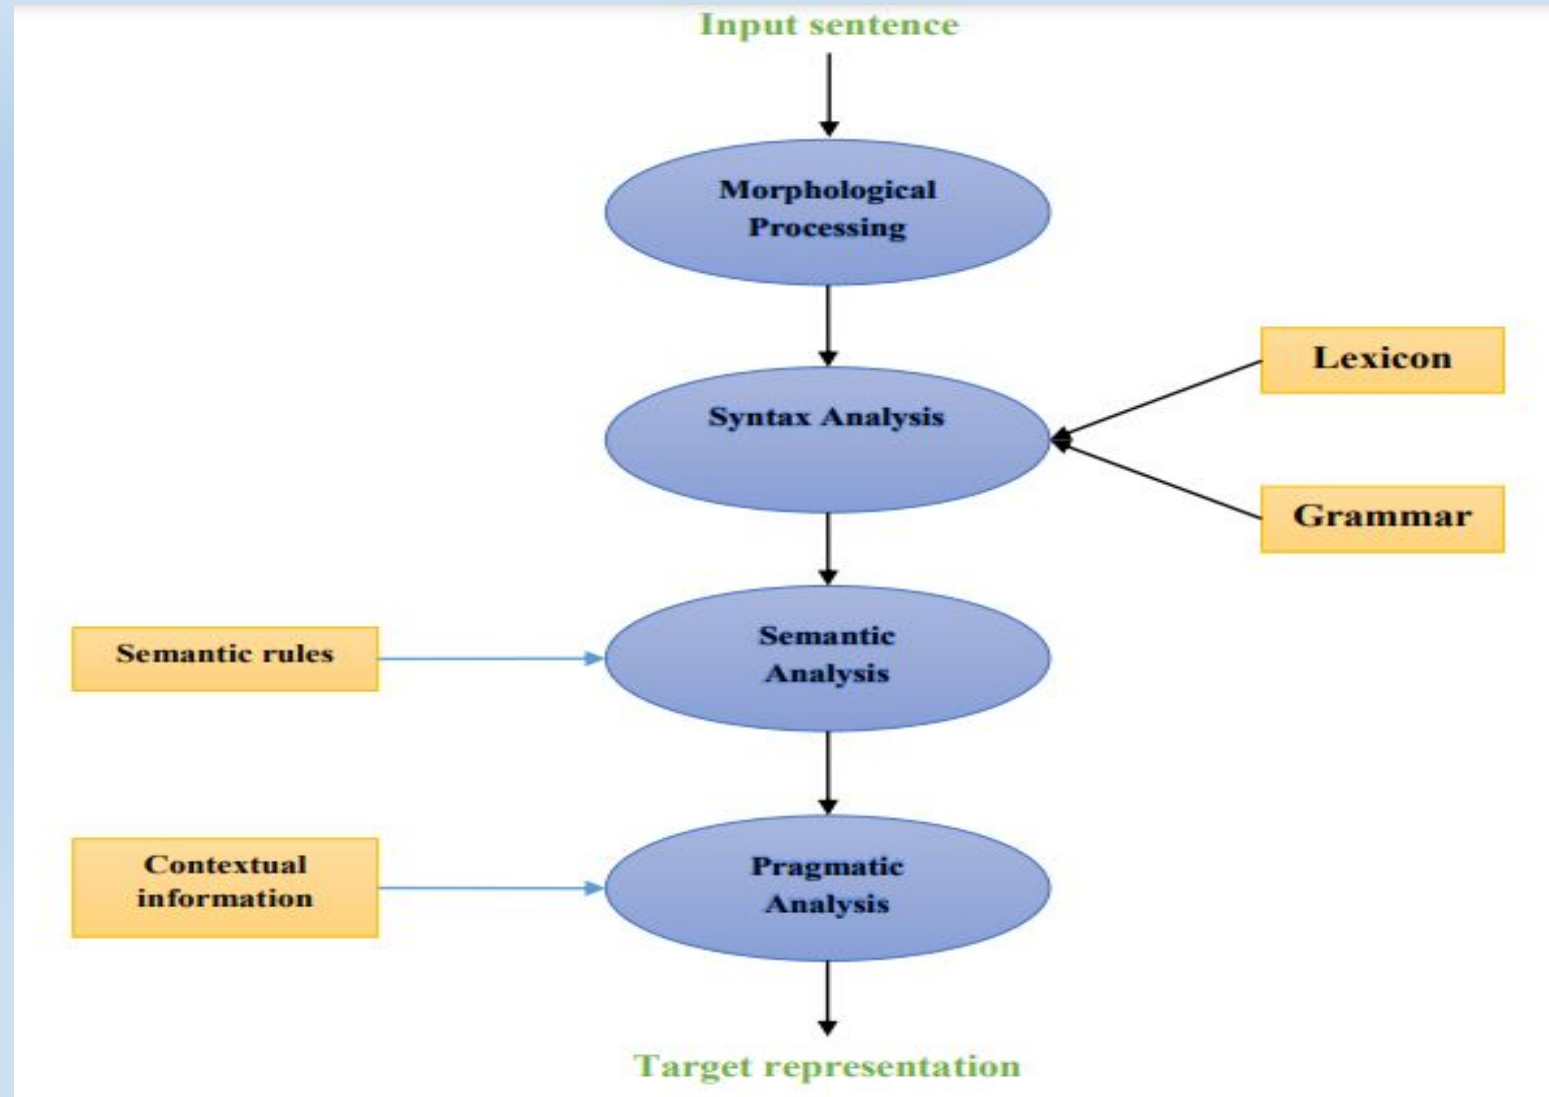 Input sentence
Morphological
Processing
Lexicon
Syntax Analysis
Grammar
Semantic
Analysis
Semantic rules
Contextual
information
Pragmatic
Analysis
Target representation